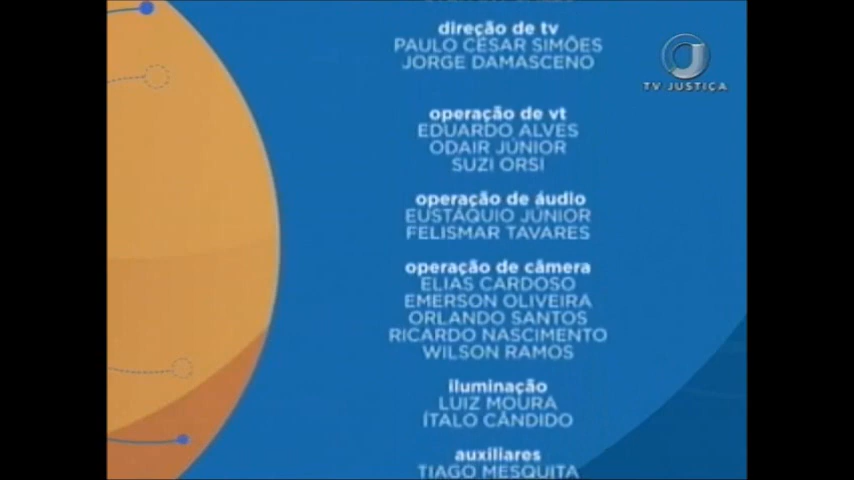 direção de tv
PAULO CÉSAR SIMÕES
JORGE DAMASCENO
TV JUSTIÇA
operação de vt
EDUARDO ALVES
ODAIR JÚNIOR
SUZI ORSI
operação de áudio
EUSTÁQUIO JÚNIOR
FELISMAR TAVARES
operação de câmera
ELIAS CARDOSO
EMERSON OLIVEIRA
ORLANDO SANTOS
RICARDO NASCIMENTO
WILSON RAMOS
iluminação
LUIZ MOURA
ÍTALO CÂNDIDO
auxiliares
TIAGO MESQUITA